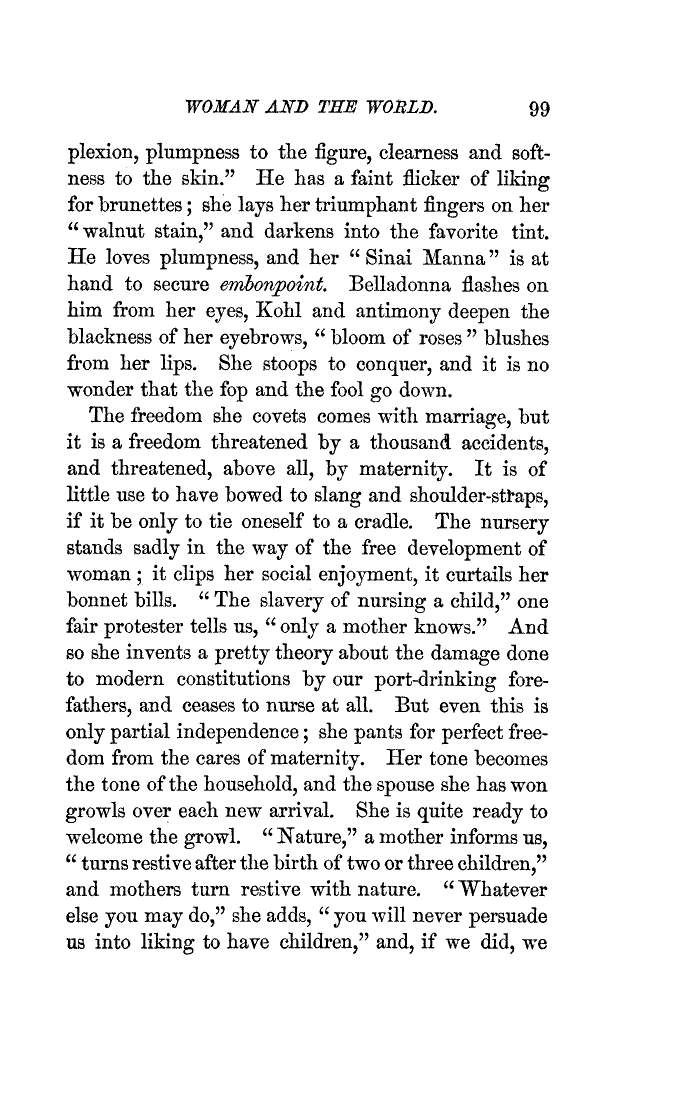 WOMAN AND THE WORLD. 99
plexion, plumpness to the figure, clearness and soft-
ness to the skin.” He has a faint flicker of liking
for brunettes; she lays her triumphant fingers on her
“walnut stain,” and darkens into the favorite tint.
He loves plumpness, and her “Sinai Manna” is at
hand to secure embonpoint. Belladonna flashes on
him from her eyes, Kohl and antimony deepen the
blackness of her eyebrows, “bloom of roses” blushes
from her lips. She stoops to conquer, and it is no
wonder that the fop and the fool go down.
The freedom she covets comes with marriage, but
it is a freedom threatened by a thousand accidents,
and threatened, above all, by maternity. It is of
little use to have bowed to slang and shoulder-straps,
if it be only to tie oneself to a cradle. The nursery
stands sadly in the way of the free development of
woman; it clips her social enjoyment, it curtails her
bonnet bills. “The slavery of nursing a child,” one
fair protester tells us, “only a mother knows.” And
so she invents a pretty theory about the damage done
to modern constitutions by our port-drinking fore-
fathers, and ceases to nurse at all. But even this is
only partial independence; she pants for perfect free-
dom from the cares of maternity. Her tone becomes
the tone of the household, and the spouse she has won
growls over each new arrival. She is quite ready to
welcome the growl. “Nature,” a mother informs us,
“turns restive after the birth of two or three children,”
and mothers turn restive with nature. “Whatever
else you may do,” she adds, “you will never persuade
us into liking to have children,” and, if we did, we